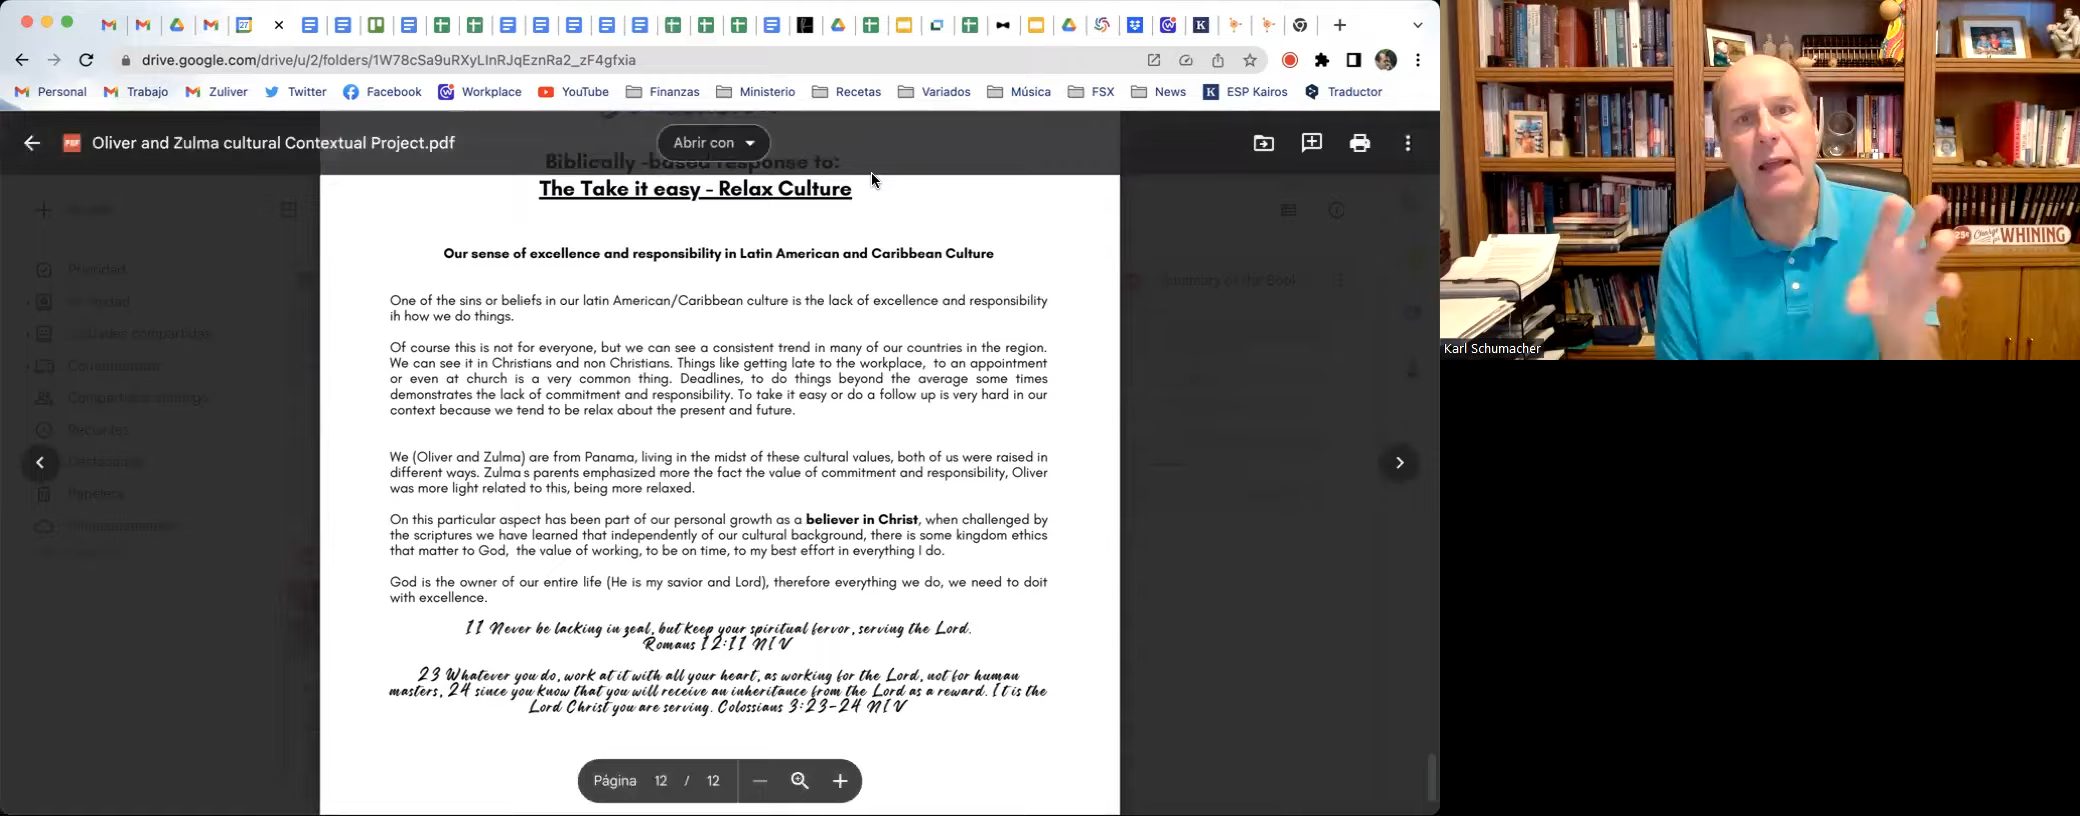 drive.google.com/drive/u/2/folders/1W78cSa9uRXyLInRJqEznRa2_zF4gfxia
Personal Trabajo Zuliver Twitter Facebook Workplace YouTube Finanzas Ministerio Recetas Variados Música FSX News ESP Kairos Traductor
Oliver and Zulma cultural Contextual Project.pdf
Abrir con
Biblically -based response to:
The Take it easy - Relax Culture
Our sense of excellence and responsibility in Latin American and Caribbean Culture
One of the sins or beliefs in our latin American/Caribbean culture is the lack of excellence and responsibility
ih how we do things.
Of course this is not for everyone, but we can see a consistent trend in many of our countries in the region.
We can see it in Christians and non Christians. Things like getting late to the workplace, to an appointment
or even at church is a very common thing. Deadlines, to do things beyond the average some times
demonstrates the lack of commitment and responsibility. To take it easy or do a follow up is very hard in our
context because we tend to be relax about the present and future.
We (Oliver and Zulma) are from Panama, living in the midst of these cultural values, both of us were raised in
different ways. Zulma s parents emphasized more the fact the value of commitment and responsibility, Oliver
was more light related to this, being more relaxed.
On this particular aspect has been part of our personal growth as a believer in Christ, when challenged by
the scriptures we have learned that independently of our cultural background, there is some kingdom ethics
that matter to God, the value of working, to be on time, to my best effort in everything I do.
God is the owner of our entire life (He is my savior and Lord), therefore everything we do, we need to doit
with excellence.
11 Never be lacking in zeal, but keep your spiritual fervor, serving the Lord.
Romans 12:11 NIV
23 Whatever you do, work at it with all your heart, as working for the Lord, not for human
masters, 24 since you know that you will receive an inheritance from the Lord as a reward. It is the
Lord Christ you are serving. Colossians 3:23-24 NIV
Página 12 / 12
Prioridad
Recientes
Papelera
Summary of the Book
25¢ Charge for WHINING
Karl Schumacher